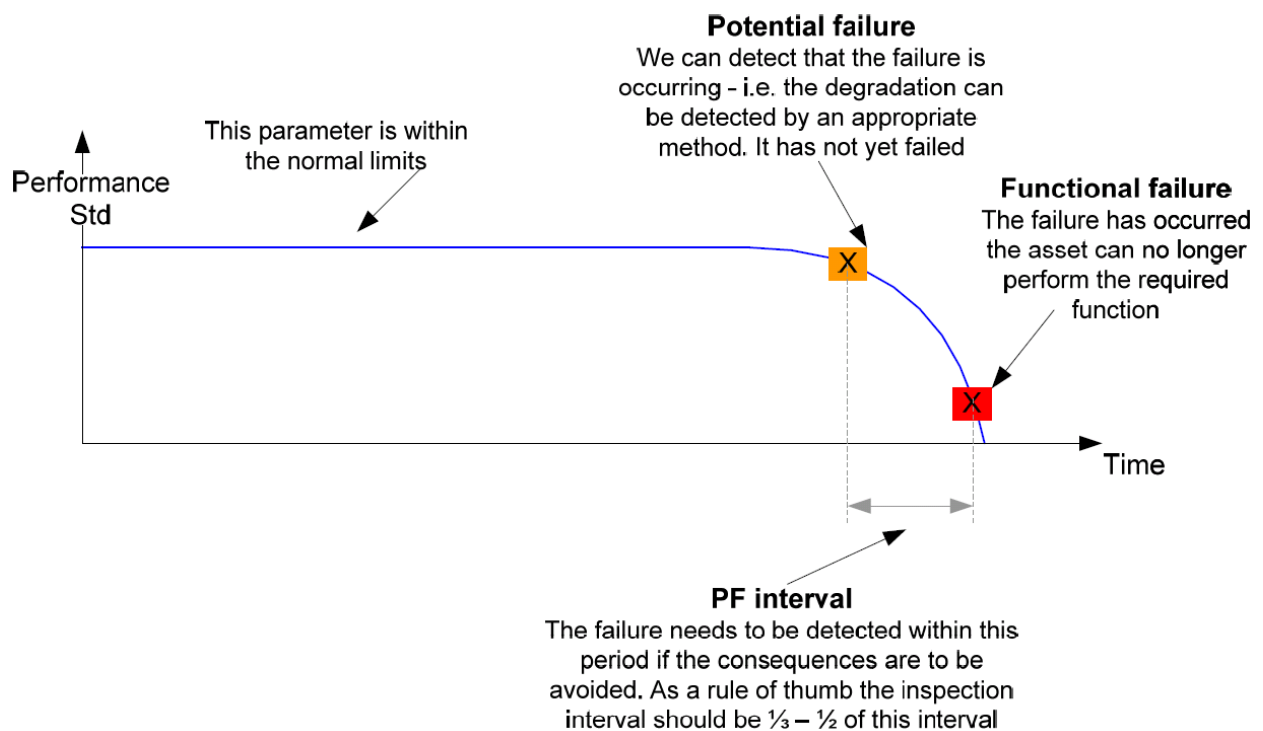 Potential failure
We can detect that the failure is
occurring - i.e. the degradation can
be detected by an appropriate
method. It has not yet failed
This parameter is within
the normal limits
Performance
Std
Functional failure
The failure has occurred
the asset can no longer
perform the required
function
X
X
Time
PF interval
The failure needs to be detected within this
period if the consequences are to be
avoided. As a rule of thumb the inspection
interval should be ⅓ – ½ of this interval